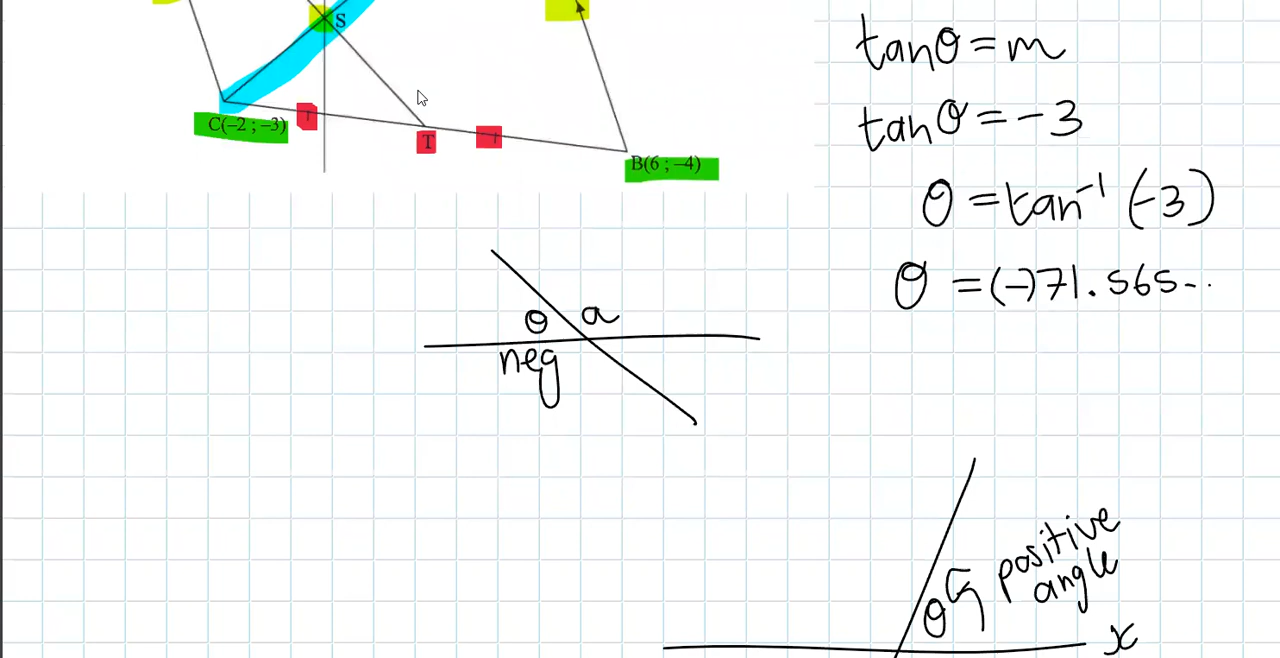 S
C(–2 ; –3)
T
B(6 ; –4)
tanθ = m
tanθ = -3
θ = tan⁻¹ (-3)
θ = (-)71.565...
θ a
neg
θ positive
angle
x